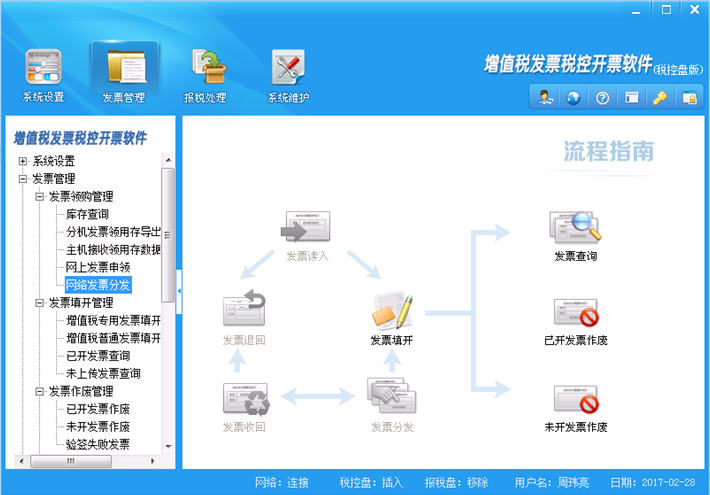 增值税发票税控开票软件(税控盘版)
系统设置
发票管理
报税处理
系统维护
增值税发票税控开票软件
系统设置
发票管理
发票领购管理
库存查询
分机发票领用存导出
主机接收领用存数据
网上发票申领
网络发票分发
发票填开管理
增值税专用发票填开
增值税普通发票填开
已开发票查询
未上传发票查询
发票作废管理
已开发票作废
未开发票作废
验签失败发票
流程指南
发票读入
发票查询
发票退回
发票填开
已开发票作废
发票收回
发票分发
未开发票作废
网络：连接
税控盘：插入
报税盘：移除
用户名：周玮亮
日期：2017-02-28